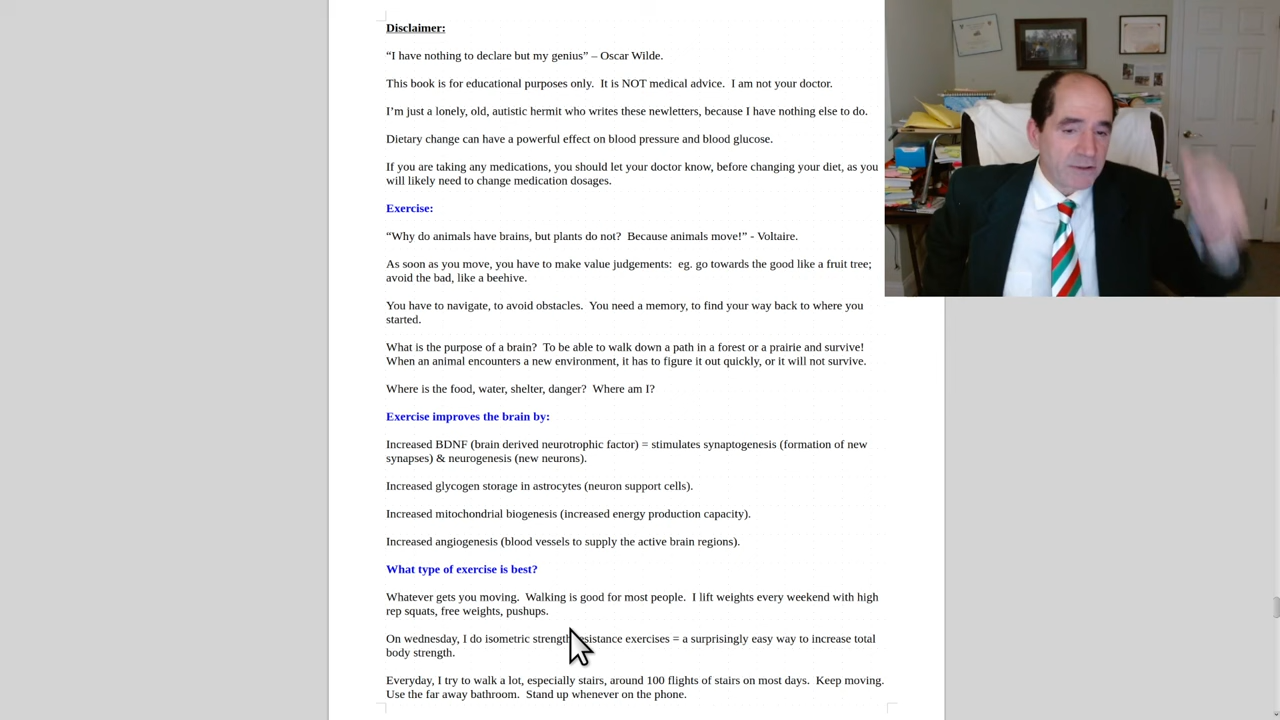 Disclaimer:
“I have nothing to declare but my genius” – Oscar Wilde.
This book is for educational purposes only.  It is NOT medical advice.  I am not your doctor.
I’m just a lonely, old, autistic hermit who writes these newletters, because I have nothing else to do.
Dietary change can have a powerful effect on blood pressure and blood glucose.
If you are taking any medications, you should let your doctor know, before changing your diet, as you
will likely need to change medication dosages.
Exercise:
“Why do animals have brains, but plants do not?  Because animals move!” - Voltaire.
As soon as you move, you have to make value judgements:  eg. go towards the good like a fruit tree;
avoid the bad, like a beehive.
You have to navigate, to avoid obstacles.  You need a memory, to find your way back to where you
started.
What is the purpose of a brain?  To be able to walk down a path in a forest or a prairie and survive!
When an animal encounters a new environment, it has to figure it out quickly, or it will not survive.
Where is the food, water, shelter, danger?  Where am I?
Exercise improves the brain by:
Increased BDNF (brain derived neurotrophic factor) = stimulates synaptogenesis (formation of new
synapses) & neurogenesis (new neurons).
Increased glycogen storage in astrocytes (neuron support cells).
Increased mitochondrial biogenesis (increased energy production capacity).
Increased angiogenesis (blood vessels to supply the active brain regions).
What type of exercise is best?
Whatever gets you moving.  Walking is good for most people.  I lift weights every weekend with high
rep squats, free weights, pushups.
On wednesday, I do isometric strength exercises = a surprisingly easy way to increase total
body strength.
Everyday, I try to walk a lot, especially stairs, around 100 flights of stairs on most days.  Keep moving.
Use the far away bathroom.  Stand up whenever on the phone.